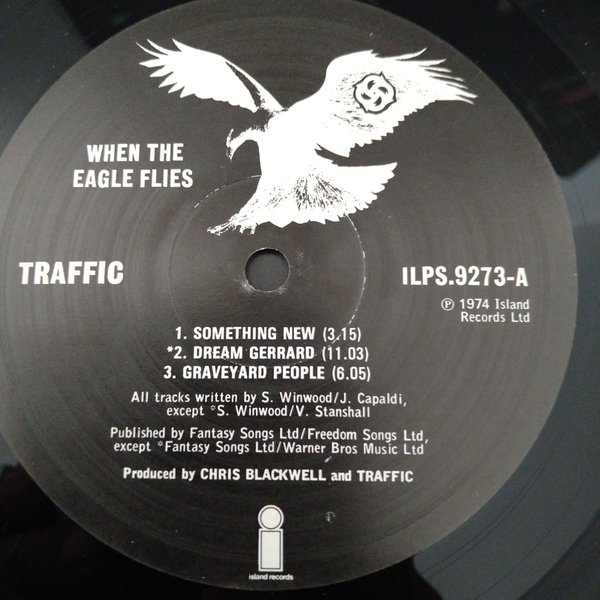 WHEN THE
EAGLE FLIES
TRAFFIC
ILPS.9273-A
℗ 1974 Island
Records Ltd
1. SOMETHING NEW (3.15)
*2. DREAM GERRARD (11.03)
3. GRAVEYARD PEOPLE (6.05)
All tracks written by S. Winwood/J. Capaldi,
except *S. Winwood/V. Stanshall
Published by Fantasy Songs Ltd/Freedom Songs Ltd,
except *Fantasy Songs Ltd/Warner Bros Music Ltd
Produced by CHRIS BLACKWELL and TRAFFIC
island records